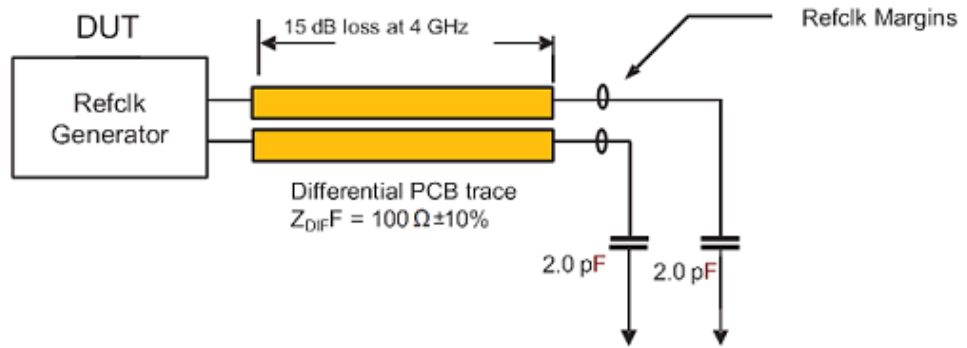 DUT
Refclk
Generator
15 dB loss at 4 GHz
Refclk Margins
Differential PCB trace
ZDIFF = 100 Ω±10%
2.0 pF
2.0 pF